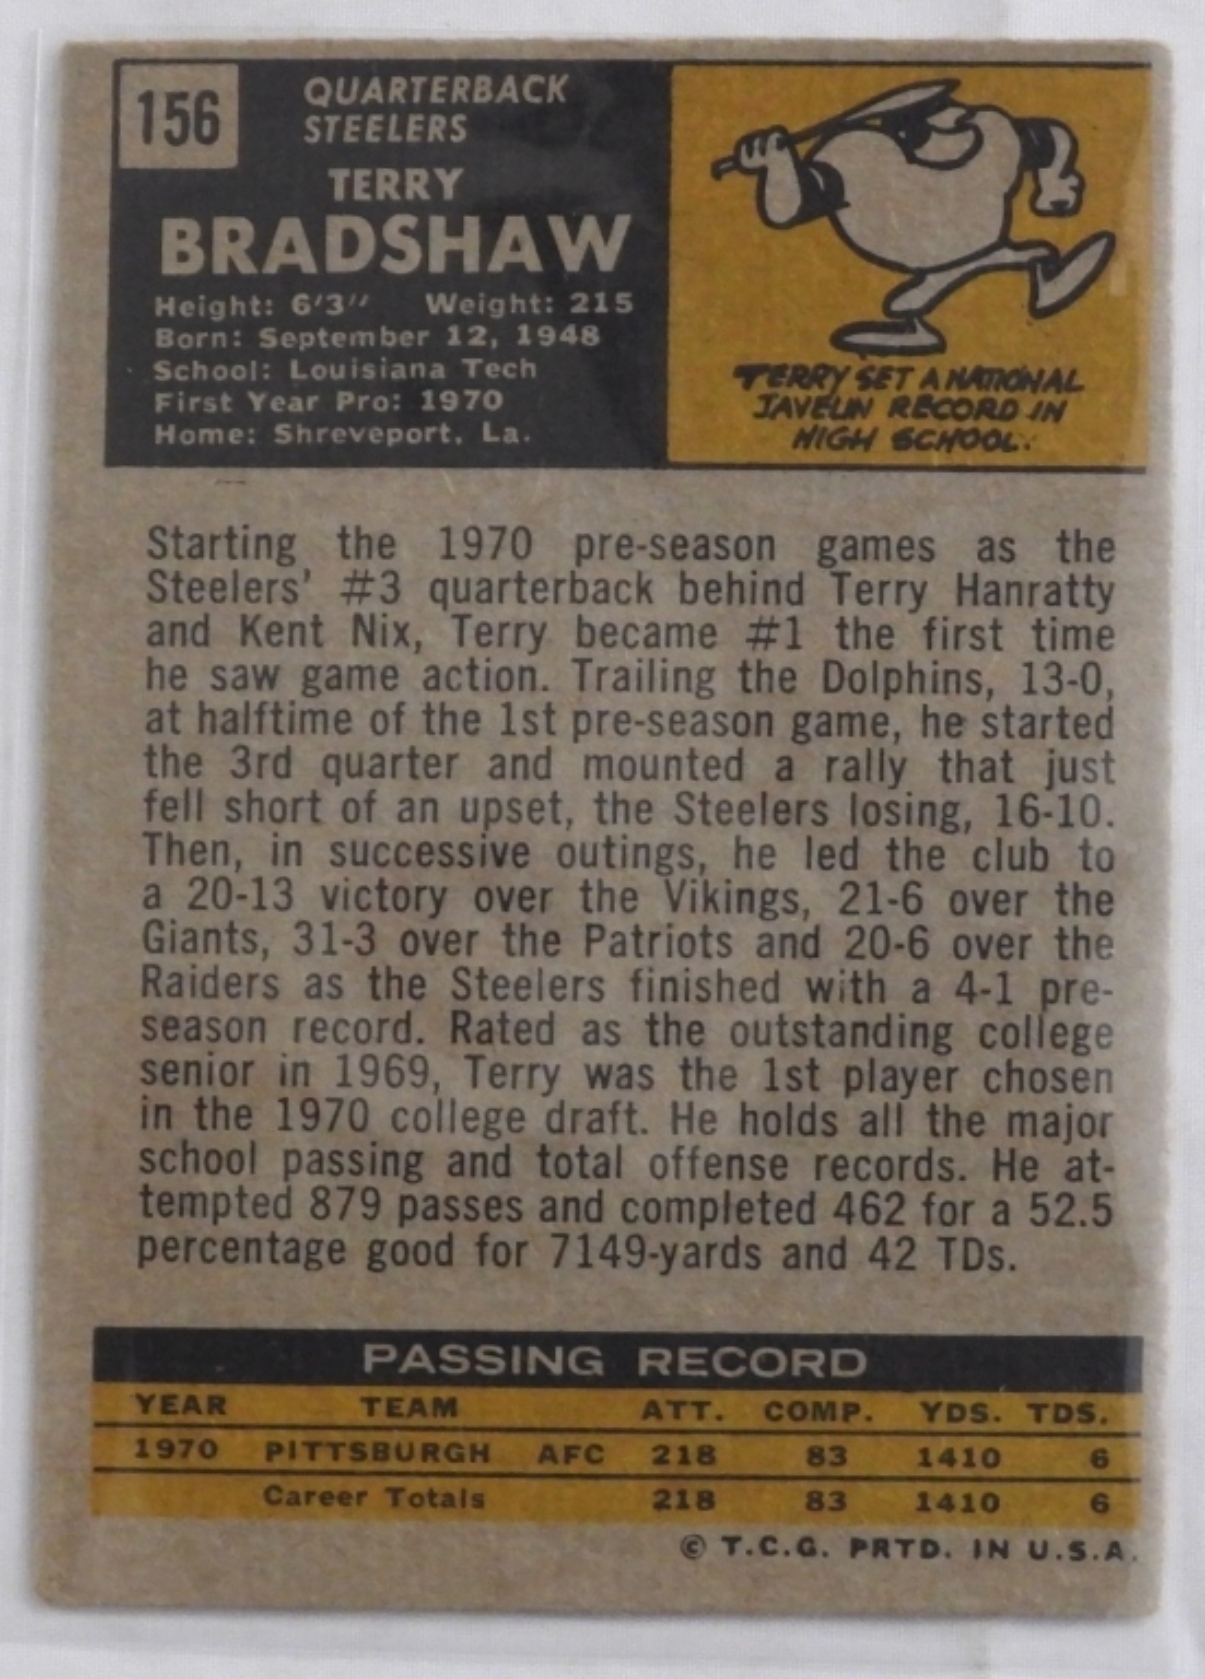 156
QUARTERBACK
STEELERS
TERRY
BRADSHAW
Height: 6'3" Weight: 215
Born: September 12, 1948
School: Louisiana Tech
First Year Pro: 1970
Home: Shreveport, La.
TERRY SET A NATIONAL
JAVELIN RECORD IN
HIGH SCHOOL.
Starting the 1970 pre-season games as the
Steelers' #3 quarterback behind Terry Hanratty
and Kent Nix, Terry became #1 the first time
he saw game action. Trailing the Dolphins, 13-0,
at halftime of the 1st pre-season game, he started
the 3rd quarter and mounted a rally that just
fell short of an upset, the Steelers losing, 16-10.
Then, in successive outings, he led the club to
a 20-13 victory over the Vikings, 21-6 over the
Giants, 31-3 over the Patriots and 20-6 over the
Raiders as the Steelers finished with a 4-1 pre-
season record. Rated as the outstanding college
senior in 1969, Terry was the 1st player chosen
in the 1970 college draft. He holds all the major
school passing and total offense records. He at-
tempted 879 passes and completed 462 for a 52.5
percentage good for 7149-yards and 42 TDs.
PASSING RECORD
YEAR TEAM ATT. COMP. YDS. TDS.
1970 PITTSBURGH AFC 218 83 1410 6
Career Totals 218 83 1410 6
© T.C.G. PRTD. IN U.S.A.